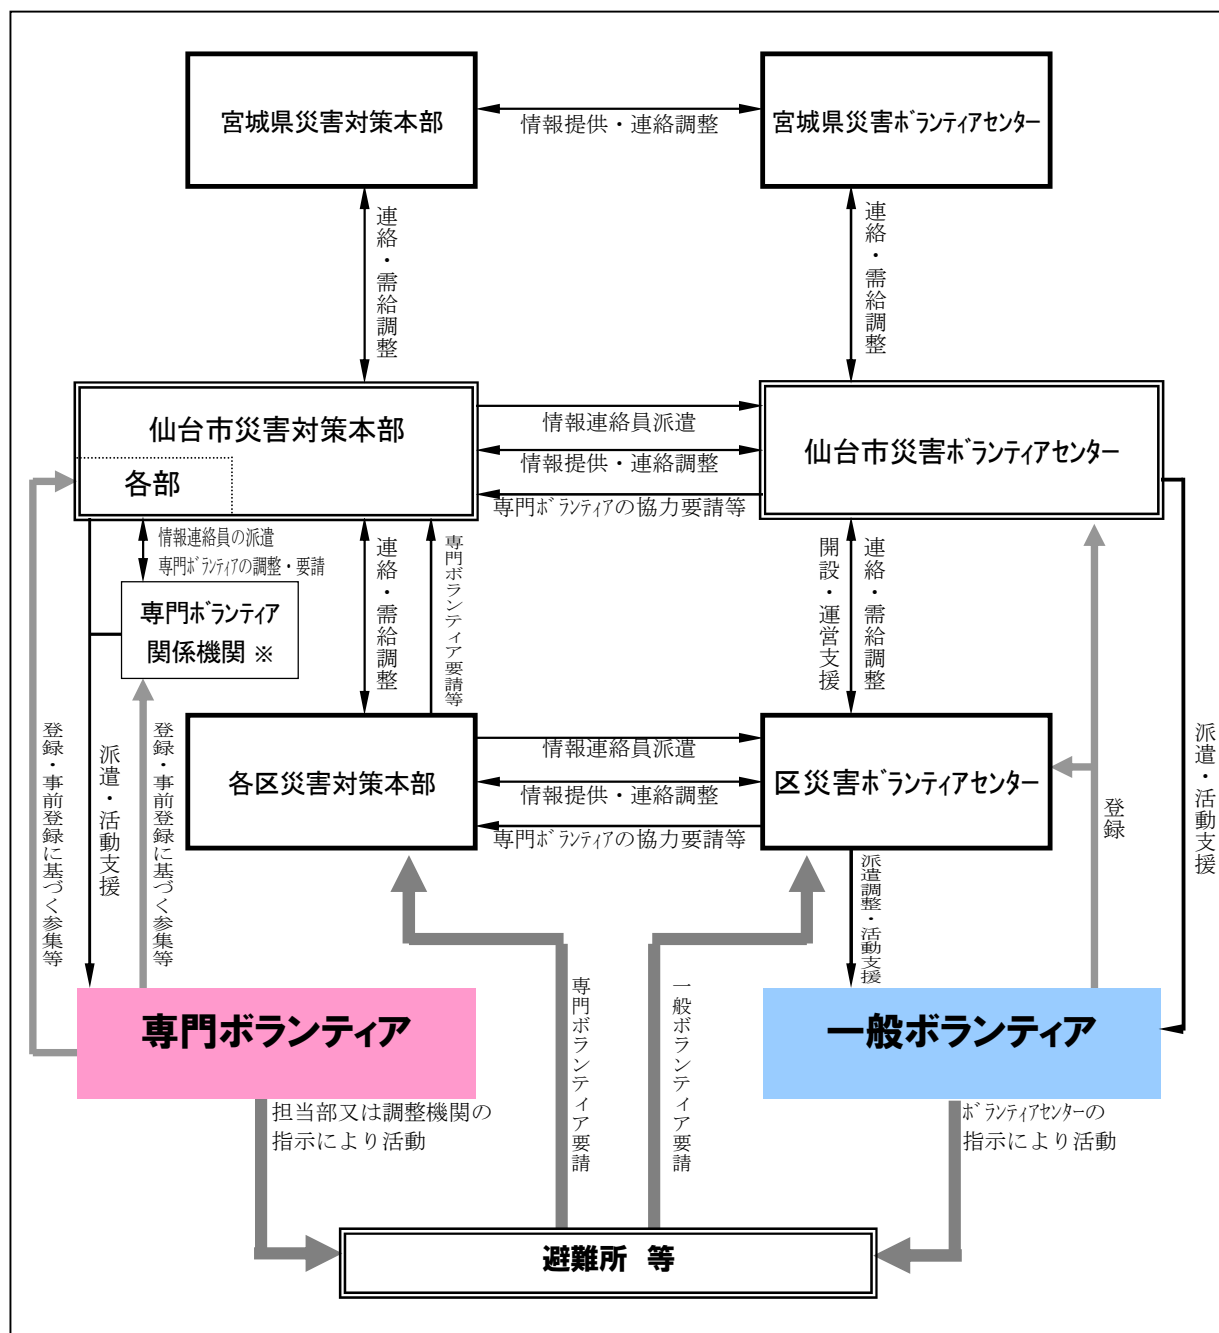 宮城県災害対策本部
情報提供・連絡調整
宮城県災害ボランティアセンター
連絡・需給調整
連絡・需給調整
仙台市災害対策本部
各部
情報連絡員派遣
情報提供・連絡調整
専門ボランティアの協力要請等
仙台市災害ボランティアセンター
情報連絡員の派遣
専門ボランティアの調整・要請
専門ボランティア
関係機関 ※
連絡・需給調整
専門ボランティア要請等
開設・運営支援
連絡・需給調整
登録・事前登録に基づく参集等
派遣・活動支援
登録・事前登録に基づく参集等
各区災害対策本部
情報連絡員派遣
情報提供・連絡調整
専門ボランティアの協力要請等
区災害ボランティアセンター
登録
派遣・活動支援
派遣調整・活動支援
専門ボランティア
専門ボランティア要請
一般ボランティア要請
一般ボランティア
担当部又は調整機関の
指示により活動
ボランティアセンターの
指示により活動
避難所 等